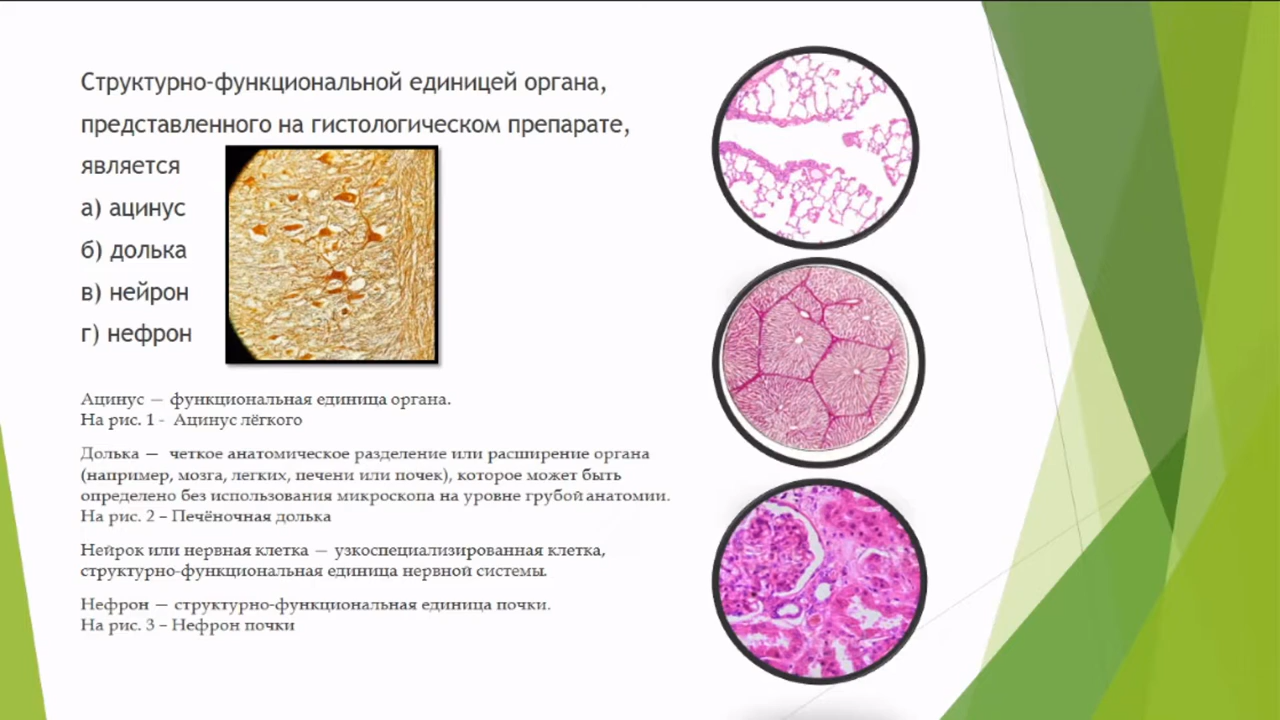 Структурно-функциональной единицей органа,
представленного на гистологическом препарате,
является
а) ацинус
б) долька
в) нейрон
г) нефрон
Ацинус — функциональная единица органа.
На рис. 1 - Ацинус лёгкого
Долька — четкое анатомическое разделение или расширение органа
(например, мозга, легких, печени или почек), которое может быть
определено без использования микроскопа на уровне грубой анатомии.
На рис. 2 – Печёночная долька
Нейрок или нервная клетка — узкоспециализированная клетка,
структурно-функциональная единица нервной системы.
Нефрон — структурно-функциональная единица почки.
На рис. 3 – Нефрон почки